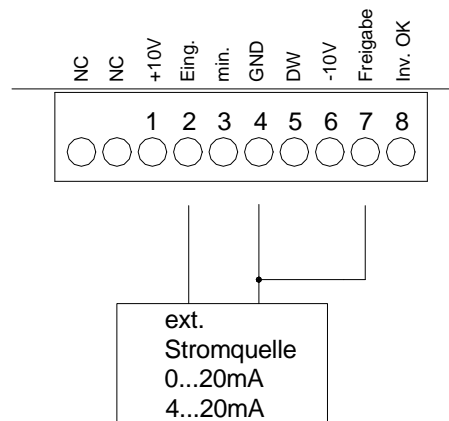 NC
NC
+10V
Eing.
min.
GND
DW
-10V
Freigabe
Inv. OK
1 2 3 4 5 6 7 8
ext.
Stromquelle
0...20mA
4...20mA